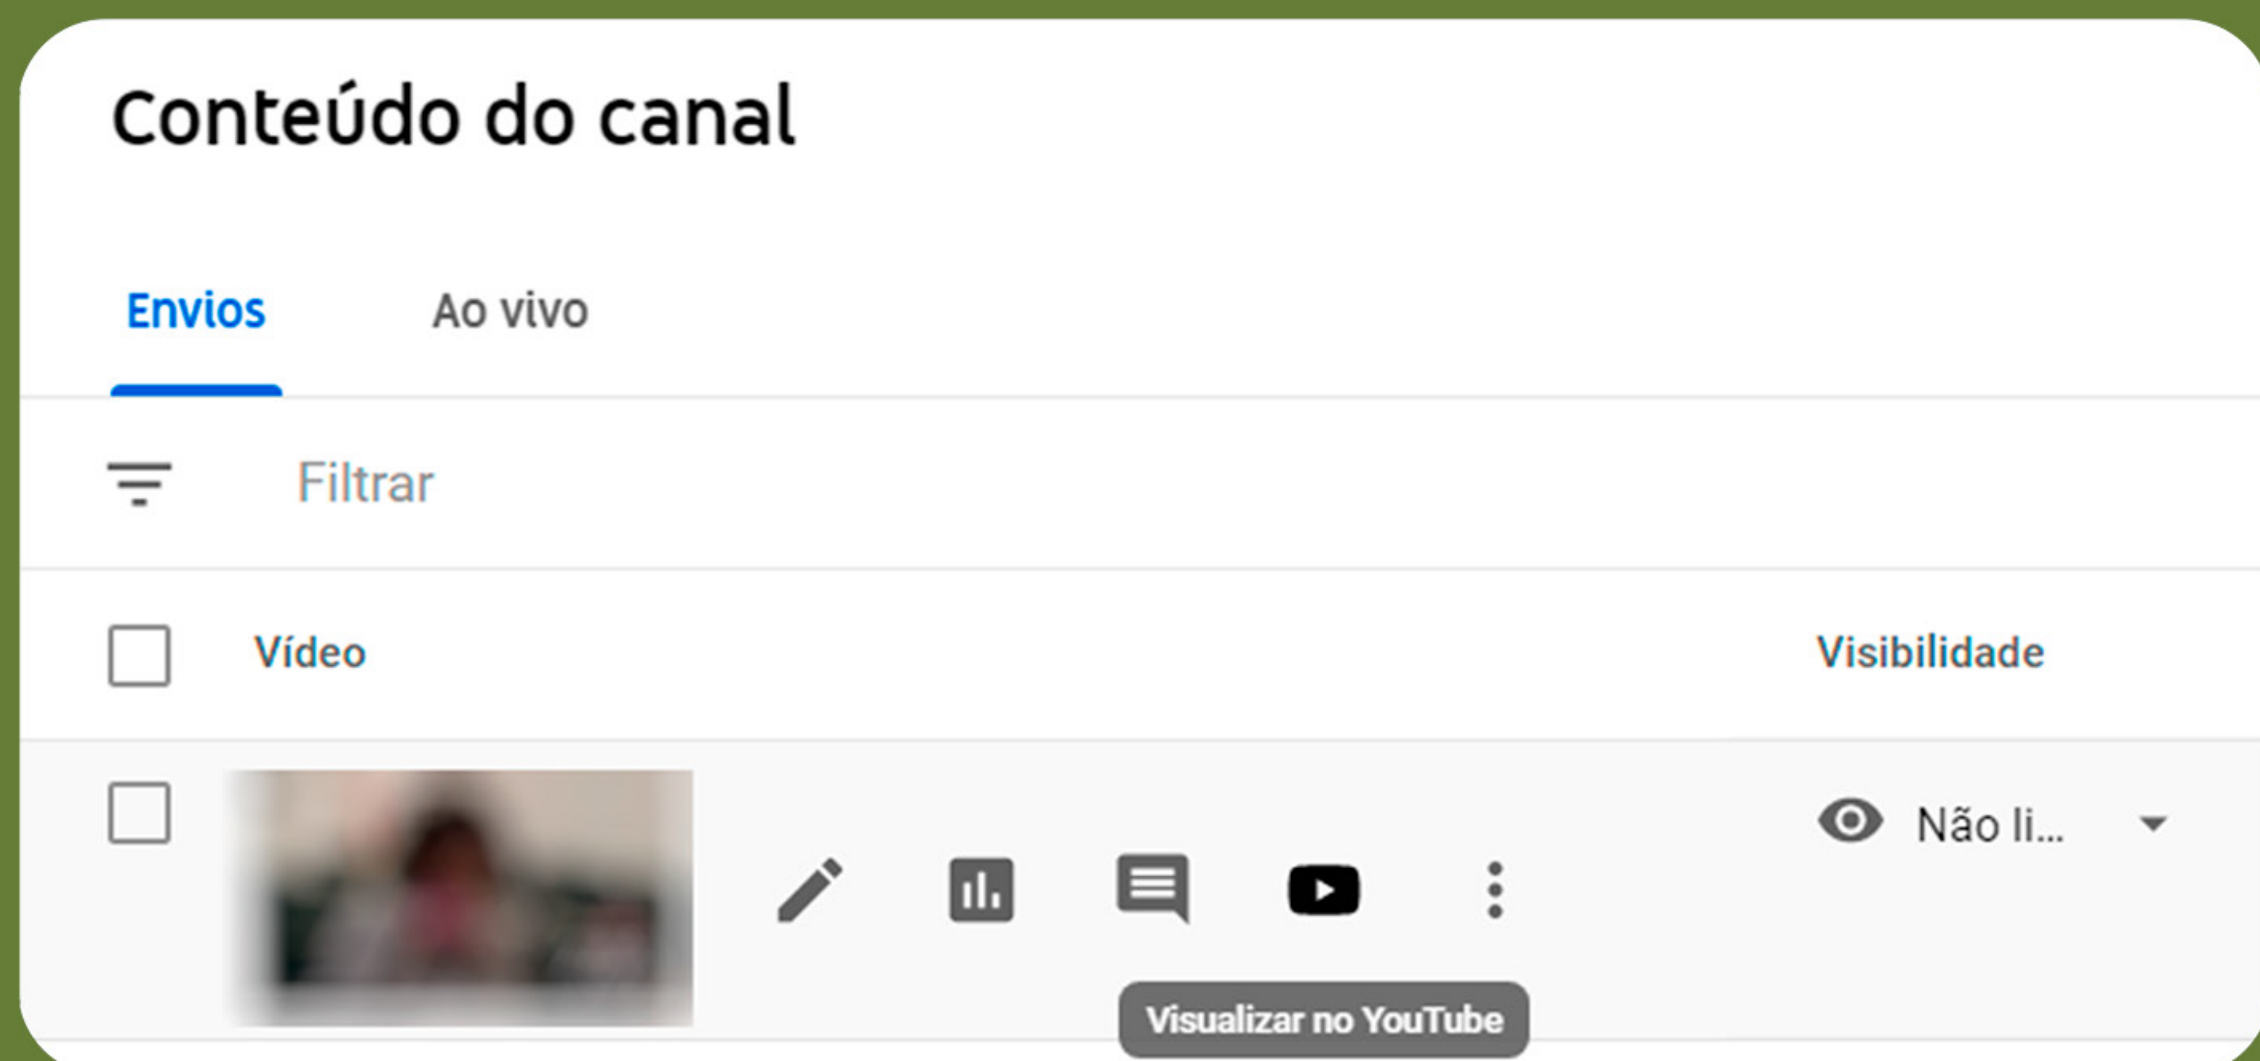 Conteúdo do canal
Envios Ao vivo
Filtrar
Vídeo Visibilidade
Não li...
Visualizar no YouTube